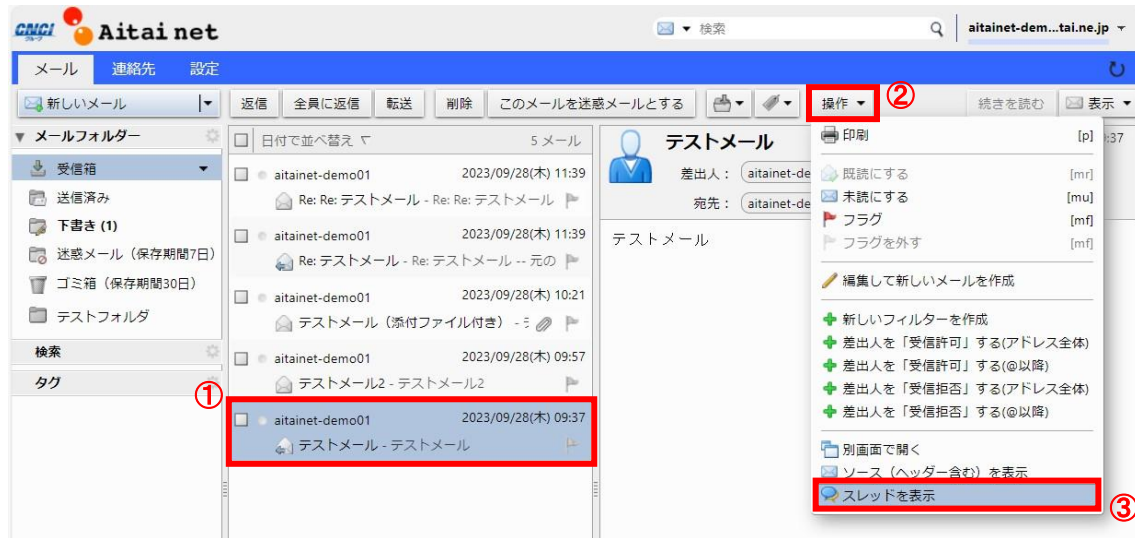 CNCI グループ Aitai net
検索
aitainet-dem...tai.ne.jp
メール 連絡先 設定
新しいメール
返信 全員に返信 転送 削除 このメールを迷惑メールとする 操作 ② 続きを読む 表示
メールフォルダー
受信箱
送信済み
下書き (1)
迷惑メール（保存期間7日）
ゴミ箱（保存期間30日）
テストフォルダ
検索
タグ
日付で並べ替え 5 メール
aitainet-demo01 2023/09/28(木) 11:39
Re: Re: テストメール - Re: Re: テストメール
aitainet-demo01 2023/09/28(木) 11:39
Re: テストメール - Re: テストメール -- 元の
aitainet-demo01 2023/09/28(木) 10:21
テストメール（添付ファイル付き） -
aitainet-demo01 2023/09/28(木) 09:57
テストメール2 - テストメール2
①
aitainet-demo01 2023/09/28(木) 09:37
テストメール - テストメール
テストメール :37
差出人： aitainet-de
宛先： aitainet-de
テストメール
印刷 [p]
既読にする [mr]
未読にする [mu]
フラグ [mf]
フラグを外す [mf]
編集して新しいメールを作成
新しいフィルターを作成
差出人を「受信許可」する(アドレス全体)
差出人を「受信許可」する(@以降)
差出人を「受信拒否」する(アドレス全体)
差出人を「受信拒否」する(@以降)
別画面で開く
ソース（ヘッダー含む）を表示
スレッドを表示
③